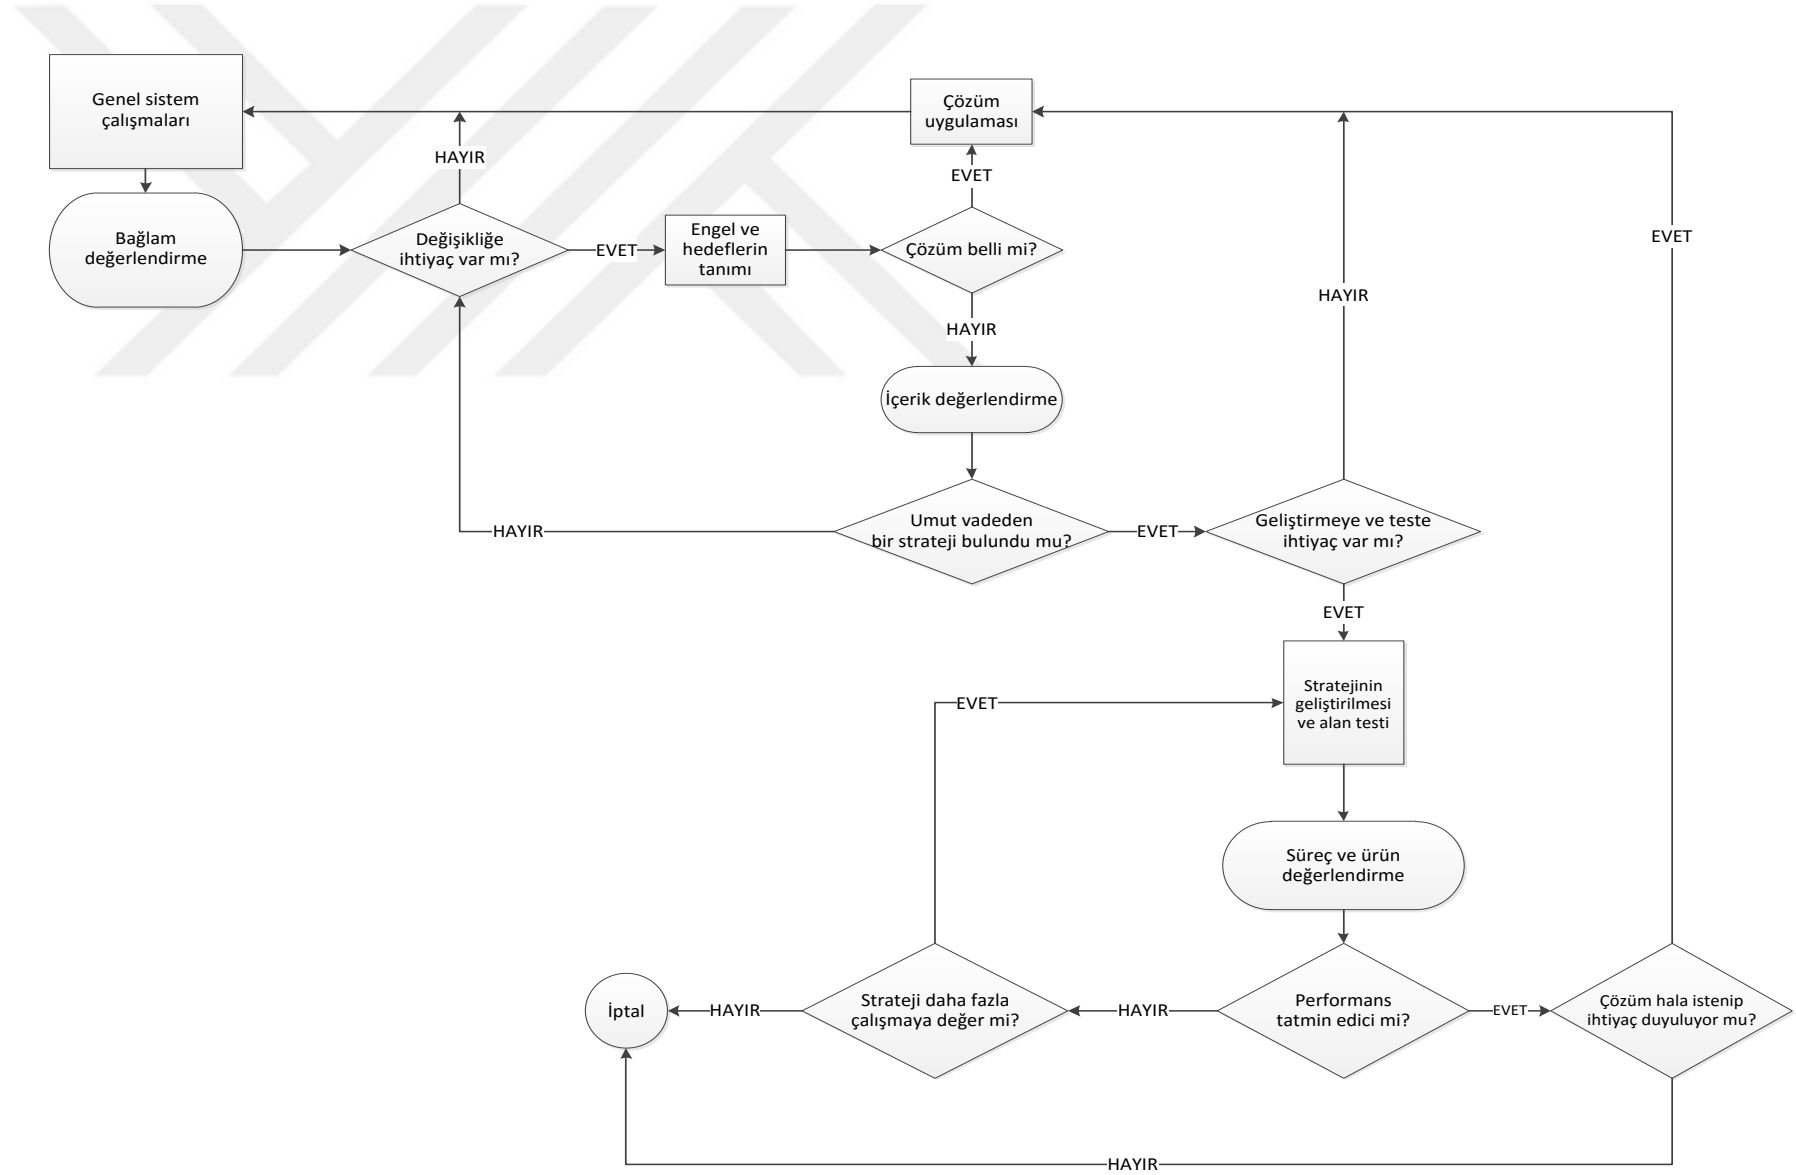 Genel sistem
çalışmaları
Çözüm
uygulaması
HAYIR
EVET
Bağlam
değerlendirme
Değişikliğe
ihtiyaç var mı?
EVET
Engel ve
hedeflerin
tanımı
Çözüm belli mi?
EVET
HAYIR
HAYIR
İçerik değerlendirme
HAYIR
Umut vadeden
bir strateji bulundu mu?
EVET
Geliştirmeye ve teste
ihtiyaç var mı?
EVET
Stratejinin
geliştirilmesi
ve alan testi
EVET
Süreç ve ürün
değerlendirme
İptal
HAYIR
Strateji daha fazla
çalışmaya değer mi?
HAYIR
Performans
tatmin edici mi?
EVET
Çözüm hala istenip
ihtiyaç duyuluyor mu?
HAYIR